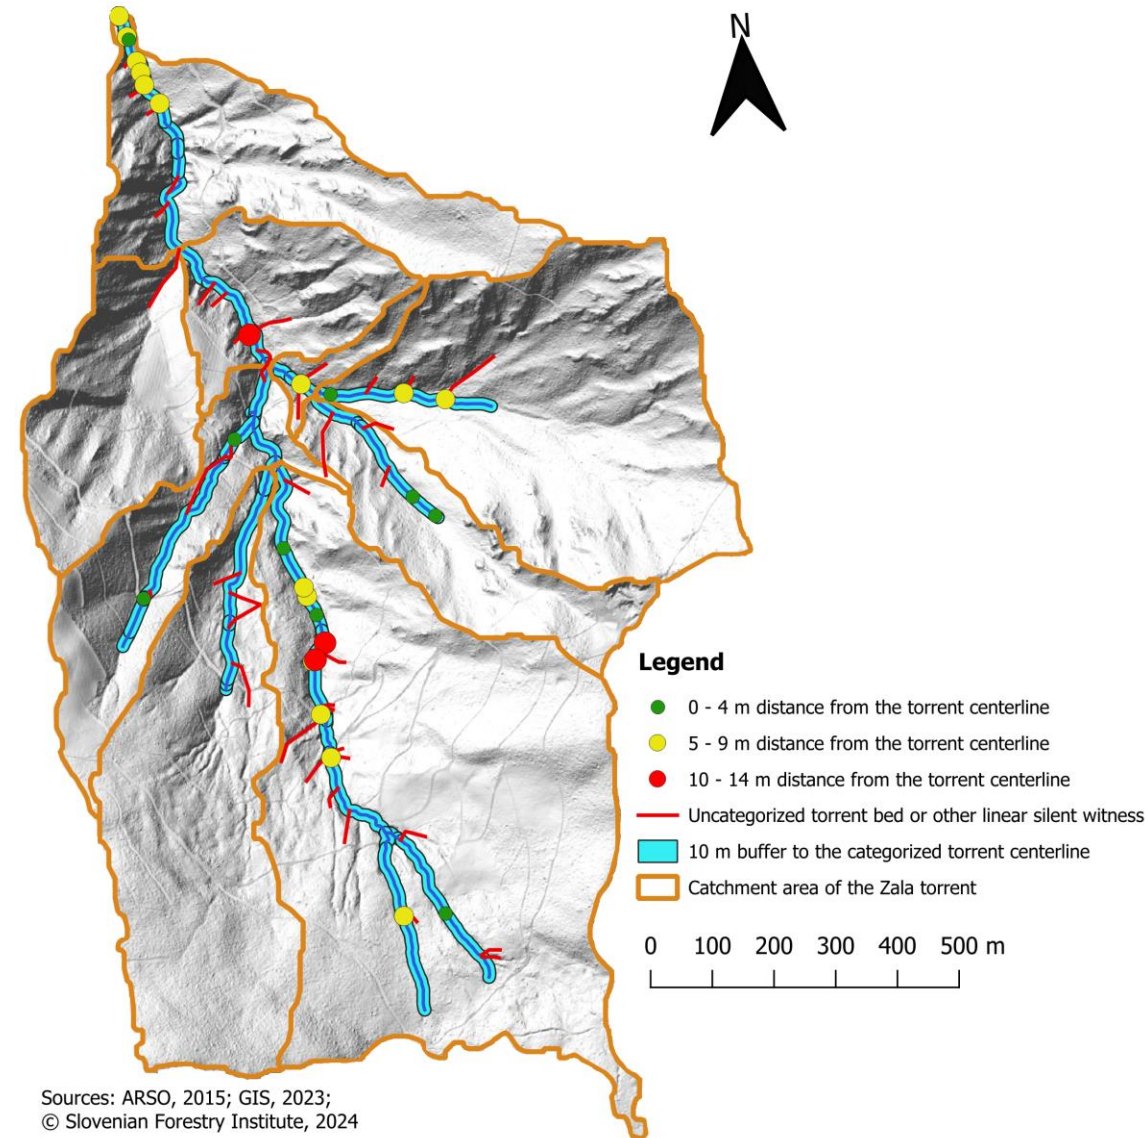 N
Legend
0 - 4 m distance from the torrent centerline
5 - 9 m distance from the torrent centerline
10 - 14 m distance from the torrent centerline
Uncategorized torrent bed or other linear silent witness
10 m buffer to the categorized torrent centerline
Catchment area of the Zala torrent
0 100 200 300 400 500 m
Sources: ARSO, 2015; GIS, 2023;
© Slovenian Forestry Institute, 2024